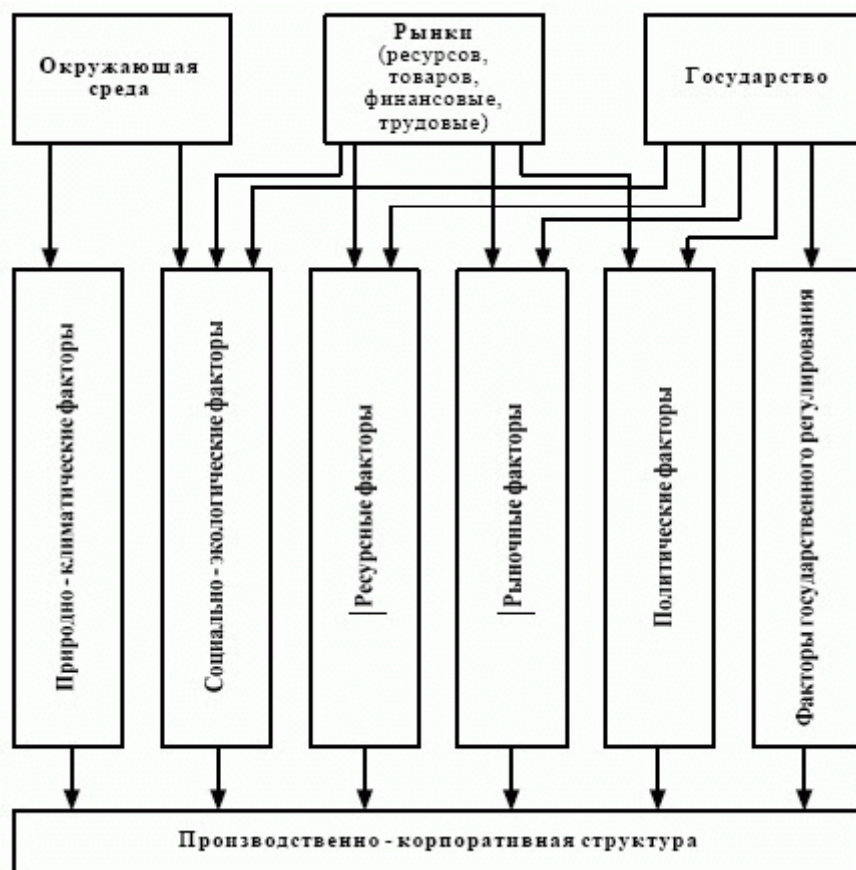 Окружающая
среда
Рынки
(ресурсов,
товаров,
финансовые,
трудовые)
Государство
Природно - климатические факторы
Социально - экологические факторы
Ресурсные факторы
Рыночные факторы
Политические факторы
Факторы государственного регулирования
Производственно - корпоративная структура